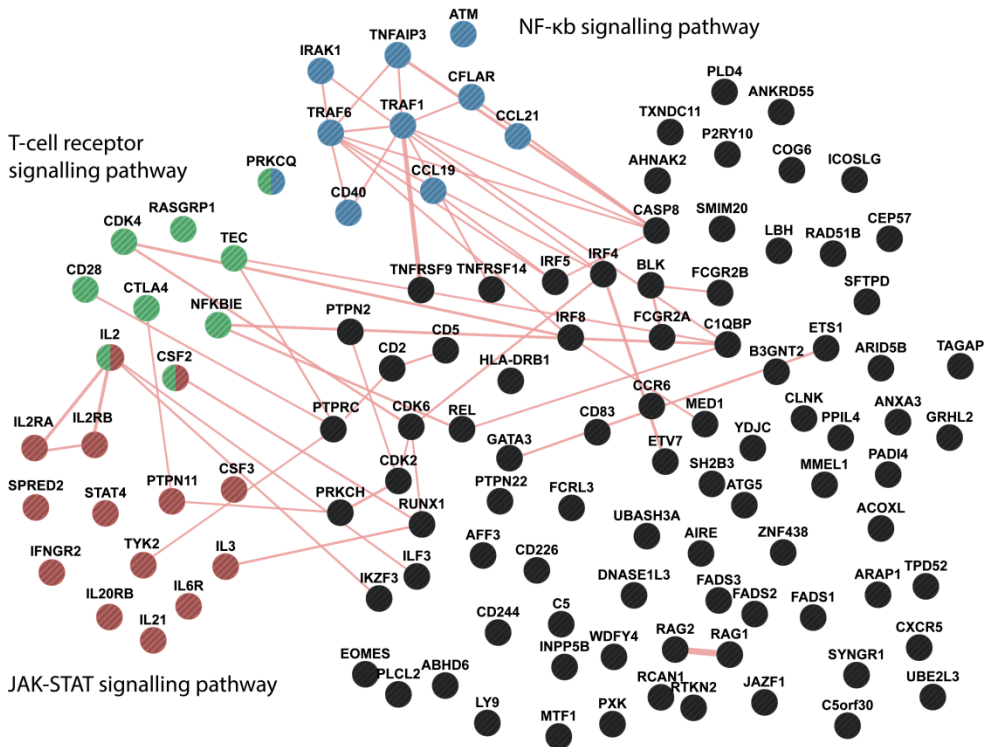 ATM
NF-κb signalling pathway
TNFAIP3
IRAK1
PLD4
CFLAR
ANKRD55
TRAF6
TRAF1
CCL21
TXNDC11
T-cell receptor
signalling pathway
P2RY10
PRKCQ
COG6
ICOSLG
AHNAK2
CCL19
CD40
RASGRP1
CDK4
TEC
CASP8
SMIM20
CEP57
LBH
RAD51B
CD28
TNFRSF9
TNFRSF14
IRF5
IRF4
BLK
FCGR2B
SFTPD
CTLA4
NFKBIE
PTPN2
IRF8
FCGR2A
C1QBP
ETS1
IL2
CD5
CD2
HLA-DRB1
B3GNT2
ARID5B
TAGAP
CSF2
CCR6
IL2RA
IL2RB
PTPRC
CDK6
REL
CD83
MED1
CLNK
PPIL4
ANXA3
GRHL2
GATA3
YDJC
ETV7
SPRED2
STAT4
PTPN11
CSF3
CDK2
SH2B3
MMEL1
PADI4
PRKCH
RUNX1
PTPN22
FCRL3
ATG5
ACOXL
IFNGR2
TYK2
IL3
UBASH3A
AIRE
ZNF438
AFF3
ILF3
CD226
IKZF3
IL20RB
IL6R
DNASE1L3
FADS3
FADS2
FADS1
ARAP1
TPD52
IL21
CD244
C5
WDFY4
RAG2
RAG1
CXCR5
EOMES
INPP5B
PLCL2
ABHD6
SYNGR1
JAK-STAT signalling pathway
RCAN1
RTKN2
JAZF1
UBE2L3
LY9
MTF1
PXK
C5orf30